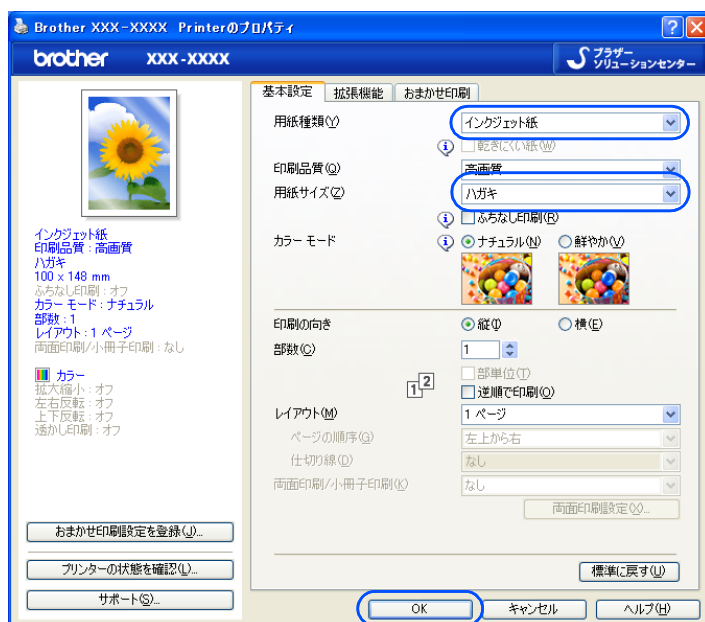 Brother XXX-XXXX Printerのプロパティ
brother XXX-XXXX
プラザー
ソリューションセンター
基本設定 拡張機能 おまかせ印刷
用紙種類(Y) インクジェット紙
乾きにくい紙(W)
印刷品質(Q) 高画質
用紙サイズ(Z) ハガキ
ふちなし印刷(R)
カラー モード ナチュラル(N) 鮮やか(V)
インクジェット紙
印刷品質 : 高画質
ハガキ
100 x 148 mm
ふちなし印刷 : オフ
カラー モード : ナチュラル
部数 : 1
レイアウト : 1 ページ
両面印刷/小冊子印刷 : なし
カラー
拡大縮小 : オフ
左右反転 : オフ
上下反転 : オフ
透かし印刷 : オフ
印刷の向き 縦(I) 横(E)
部数(C) 1
部単位(T)
12
逆順で印刷(O)
レイアウト(M) 1 ページ
ページの順序(G) 左上から右
仕切り線(D) なし
両面印刷/小冊子印刷(K) なし
両面印刷設定(X)...
おまかせ印刷設定を登録(J)...
プリンターの状態を確認(L)...
標準に戻す(U)
サポート(S)...
OK キャンセル ヘルプ(H)